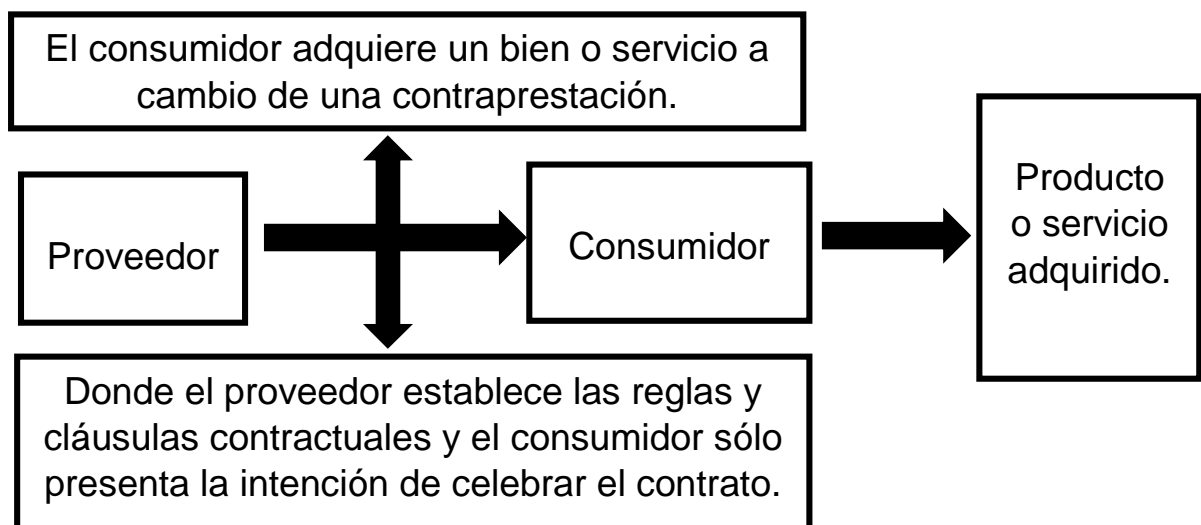 El consumidor adquiere un bien o servicio a
cambio de una contraprestación.
Proveedor
Consumidor
Producto
o servicio
adquirido.
Donde el proveedor establece las reglas y
cláusulas contractuales y el consumidor sólo
presenta la intención de celebrar el contrato.